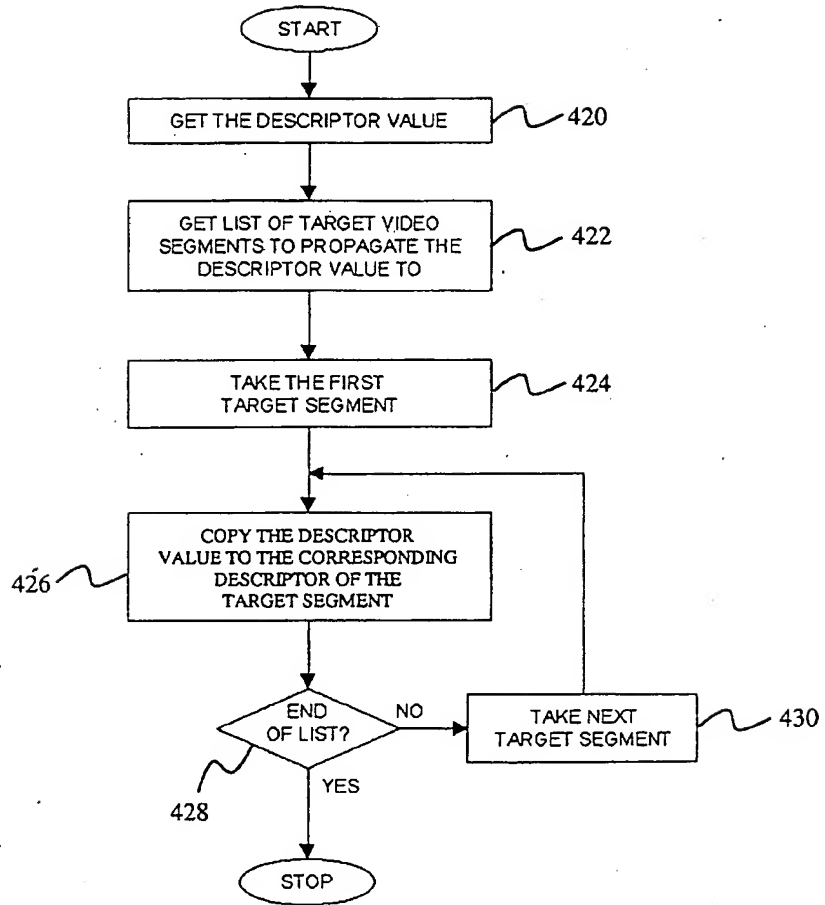 START
GET THE DESCRIPTOR VALUE
420
GET LIST OF TARGET VIDEO
SEGMENTS TO PROPAGATE THE
DESCRIPTOR VALUE TO
422
TAKE THE FIRST
TARGET SEGMENT
424
COPY THE DESCRIPTOR
VALUE TO THE CORRESPONDING
DESCRIPTOR OF THE
TARGET SEGMENT
426
END
OF LIST?
NO
TAKE NEXT
TARGET SEGMENT
430
YES
428
STOP